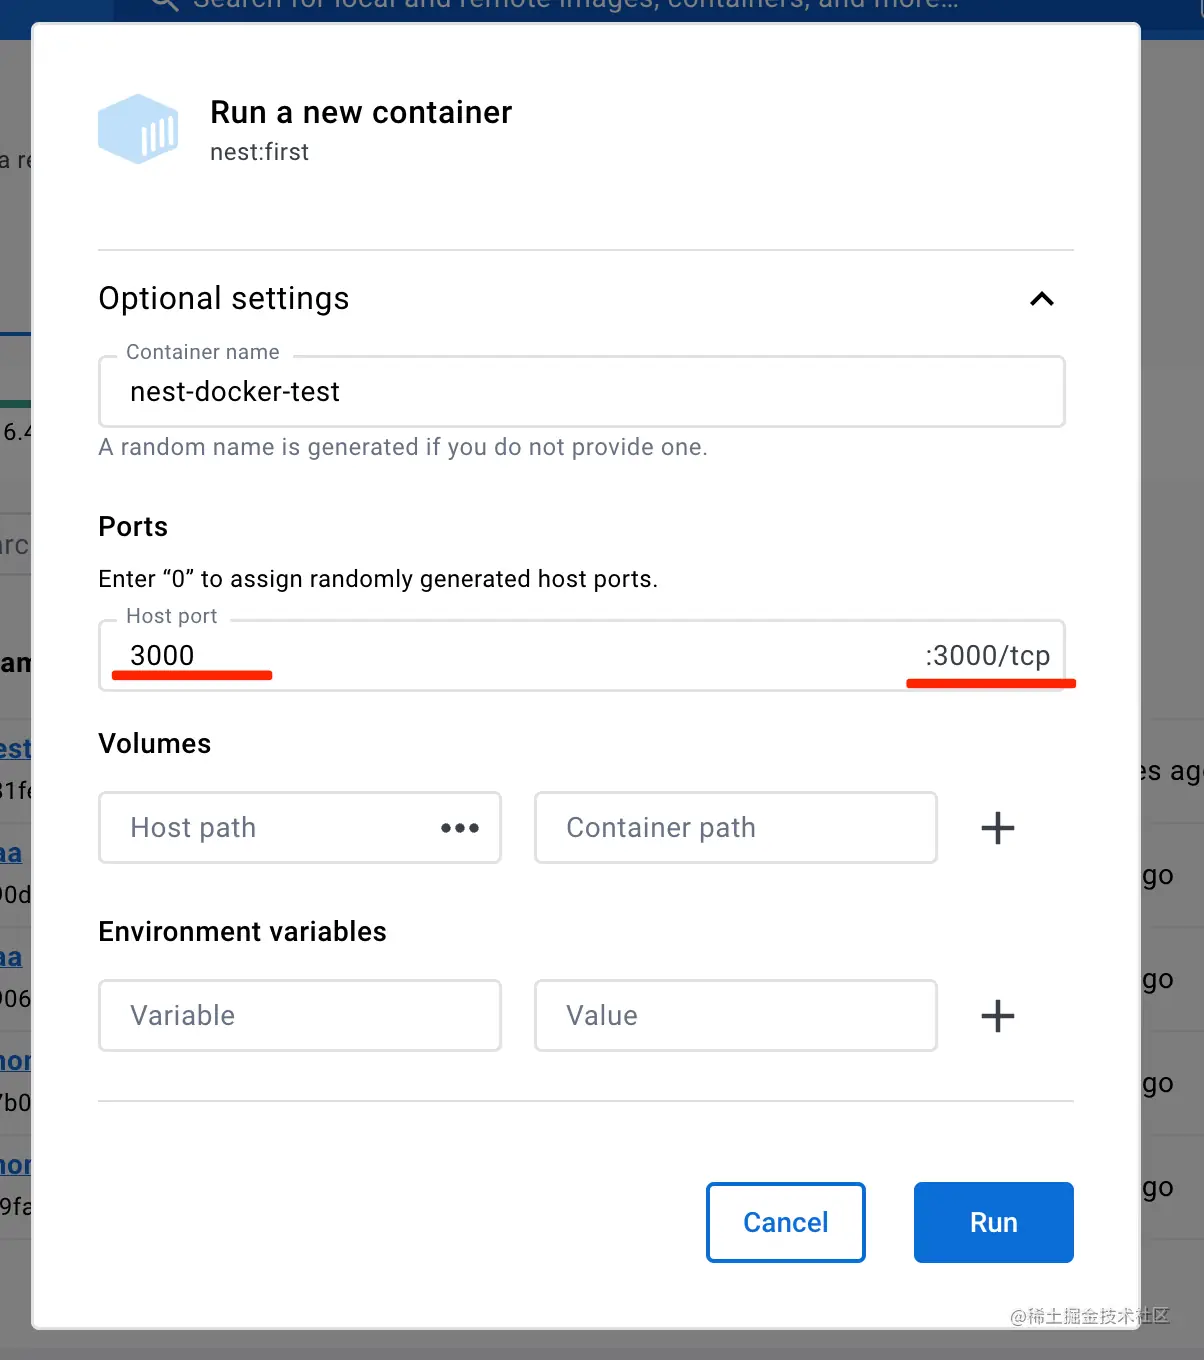 Search for local and remote images, containers, and more...
Run a new container
nest:first
Optional settings
Container name
nest-docker-test
A random name is generated if you do not provide one.
Ports
Enter “0” to assign randomly generated host ports.
Host port
3000 :3000/tcp
Volumes
Host path ••• Container path
Environment variables
Variable Value
Cancel Run
@稀土掘金技术社区